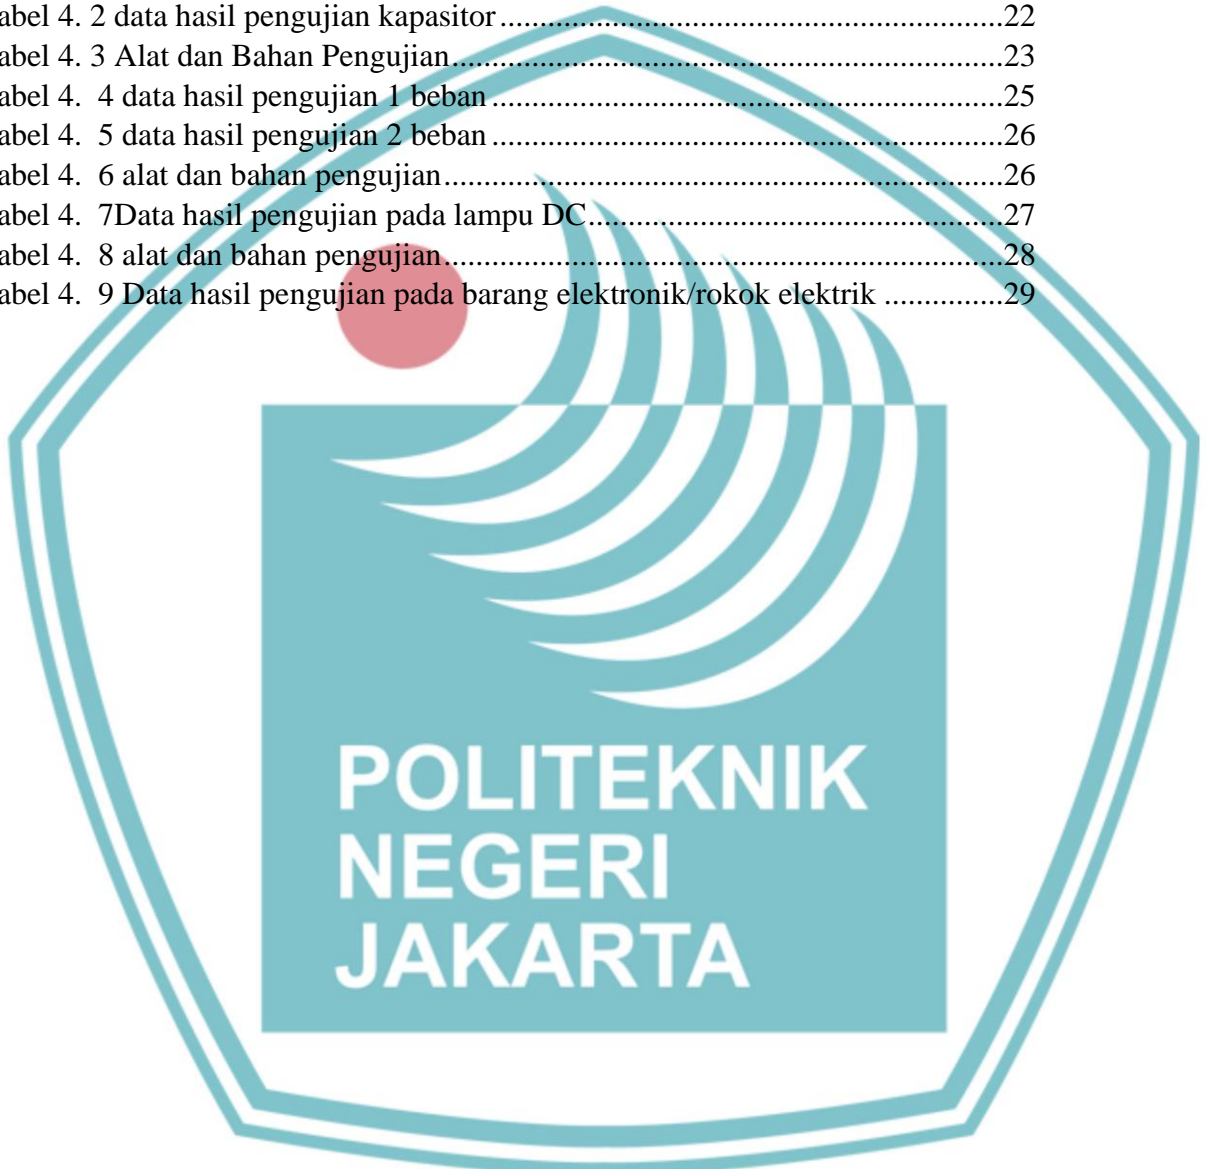 abel 4. 2 data hasil pengujian kapasitor................................................................22
abel 4. 3 Alat dan Bahan Pengujian......................................................................23
abel 4.  4 data hasil pengujian 1 beban.................................................................25
abel 4.  5 data hasil pengujian 2 beban.................................................................26
abel 4.  6 alat dan bahan pengujian.......................................................................26
abel 4.  7Data hasil pengujian pada lampu DC.....................................................27
abel 4.  8 alat dan bahan pengujian.......................................................................28
abel 4.  9 Data hasil pengujian pada barang elektronik/rokok elektrik ...............29
POLITEKNIK
NEGERI
JAKARTA